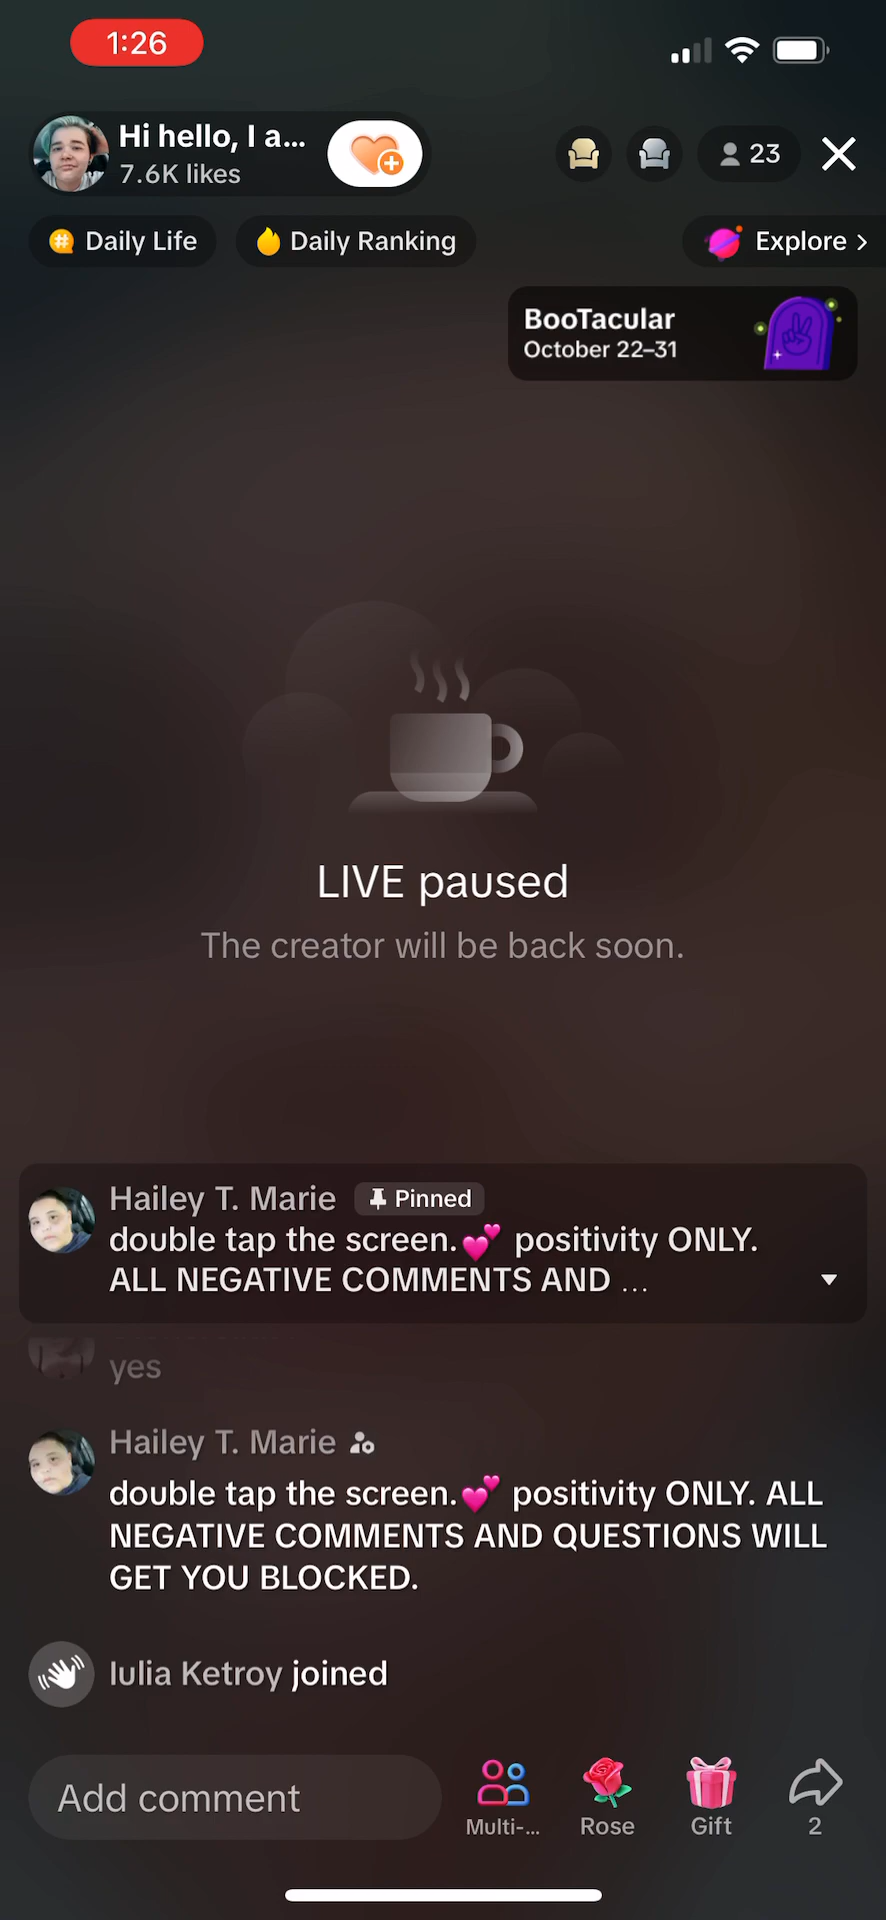 1:26
Hi hello, I a...
7.6K likes
23
Daily Life
Daily Ranking
Explore >
BooTacular
October 22–31
LIVE paused
The creator will be back soon.
Hailey T. Marie Pinned
double tap the screen.💕 positivity ONLY.
ALL NEGATIVE COMMENTS AND ...
yes
Hailey T. Marie
double tap the screen.💕 positivity ONLY. ALL
NEGATIVE COMMENTS AND QUESTIONS WILL
GET YOU BLOCKED.
Iulia Ketroy joined
Add comment
Multi-...
Rose
Gift
2